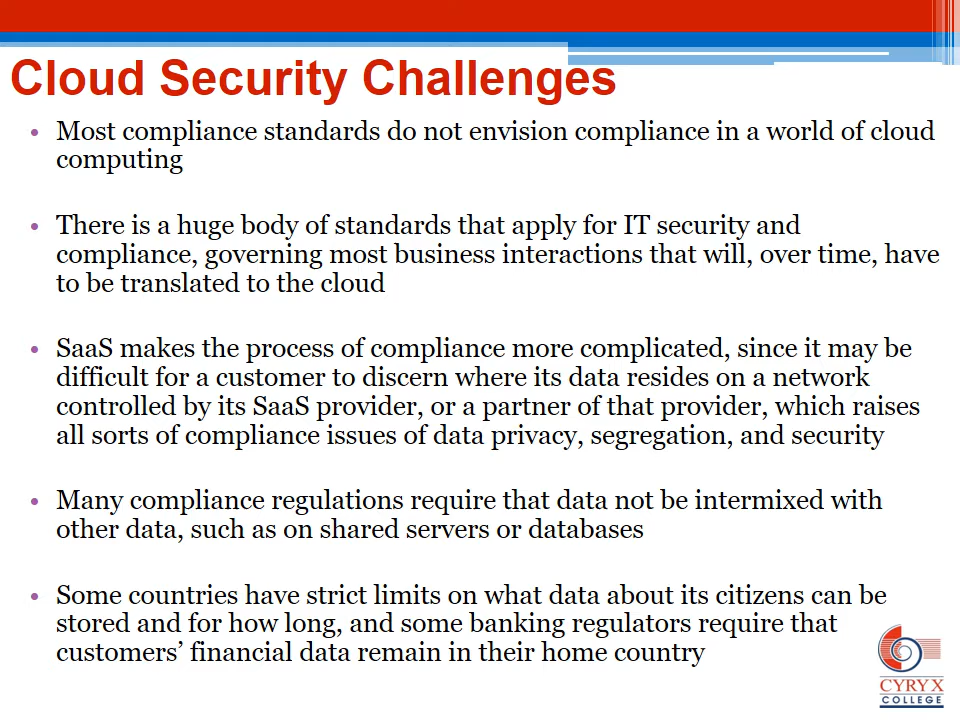 Cloud Security Challenges
• Most compliance standards do not envision compliance in a world of cloud
computing
• There is a huge body of standards that apply for IT security and
compliance, governing most business interactions that will, over time, have
to be translated to the cloud
• SaaS makes the process of compliance more complicated, since it may be
difficult for a customer to discern where its data resides on a network
controlled by its SaaS provider, or a partner of that provider, which raises
all sorts of compliance issues of data privacy, segregation, and security
• Many compliance regulations require that data not be intermixed with
other data, such as on shared servers or databases
• Some countries have strict limits on what data about its citizens can be
stored and for how long, and some banking regulators require that
customers’ financial data remain in their home country
CYRYX
COLLEGE